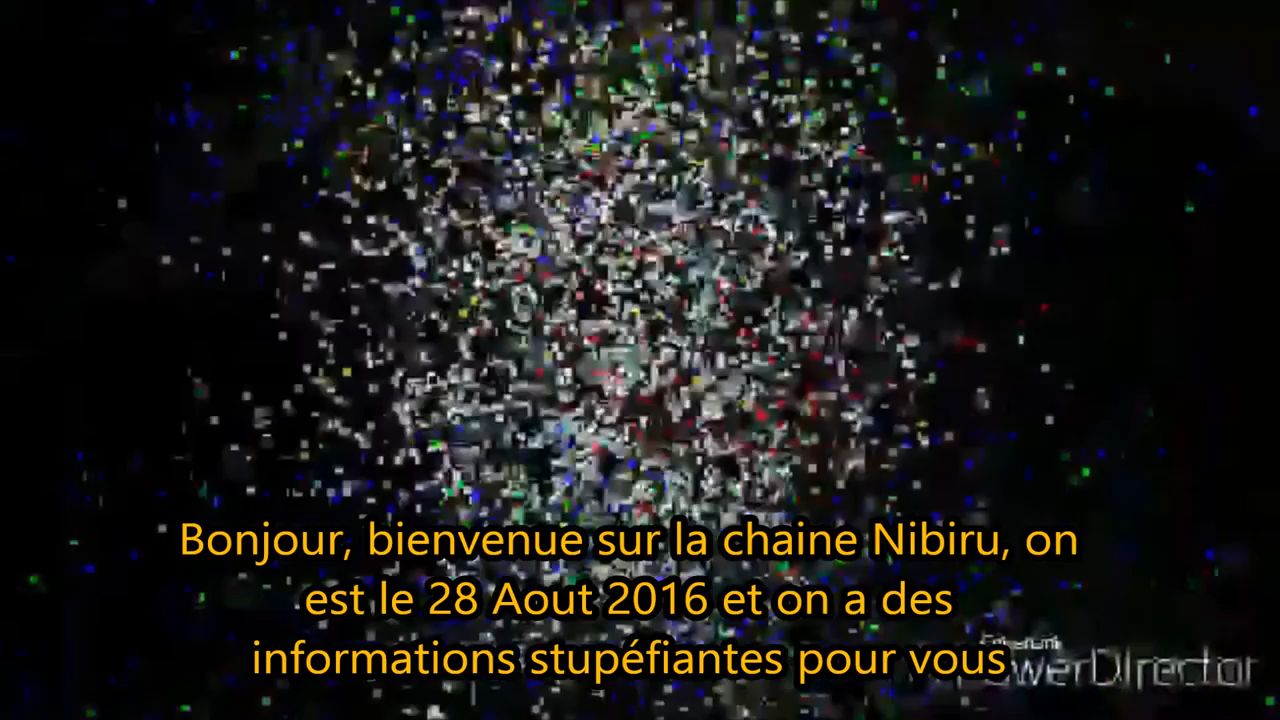 Bonjour, bienvenue sur la chaine Nibiru, on
est le 28 Aout 2016 et on a des
informations stupéfiantes pour vous
PowerDirector